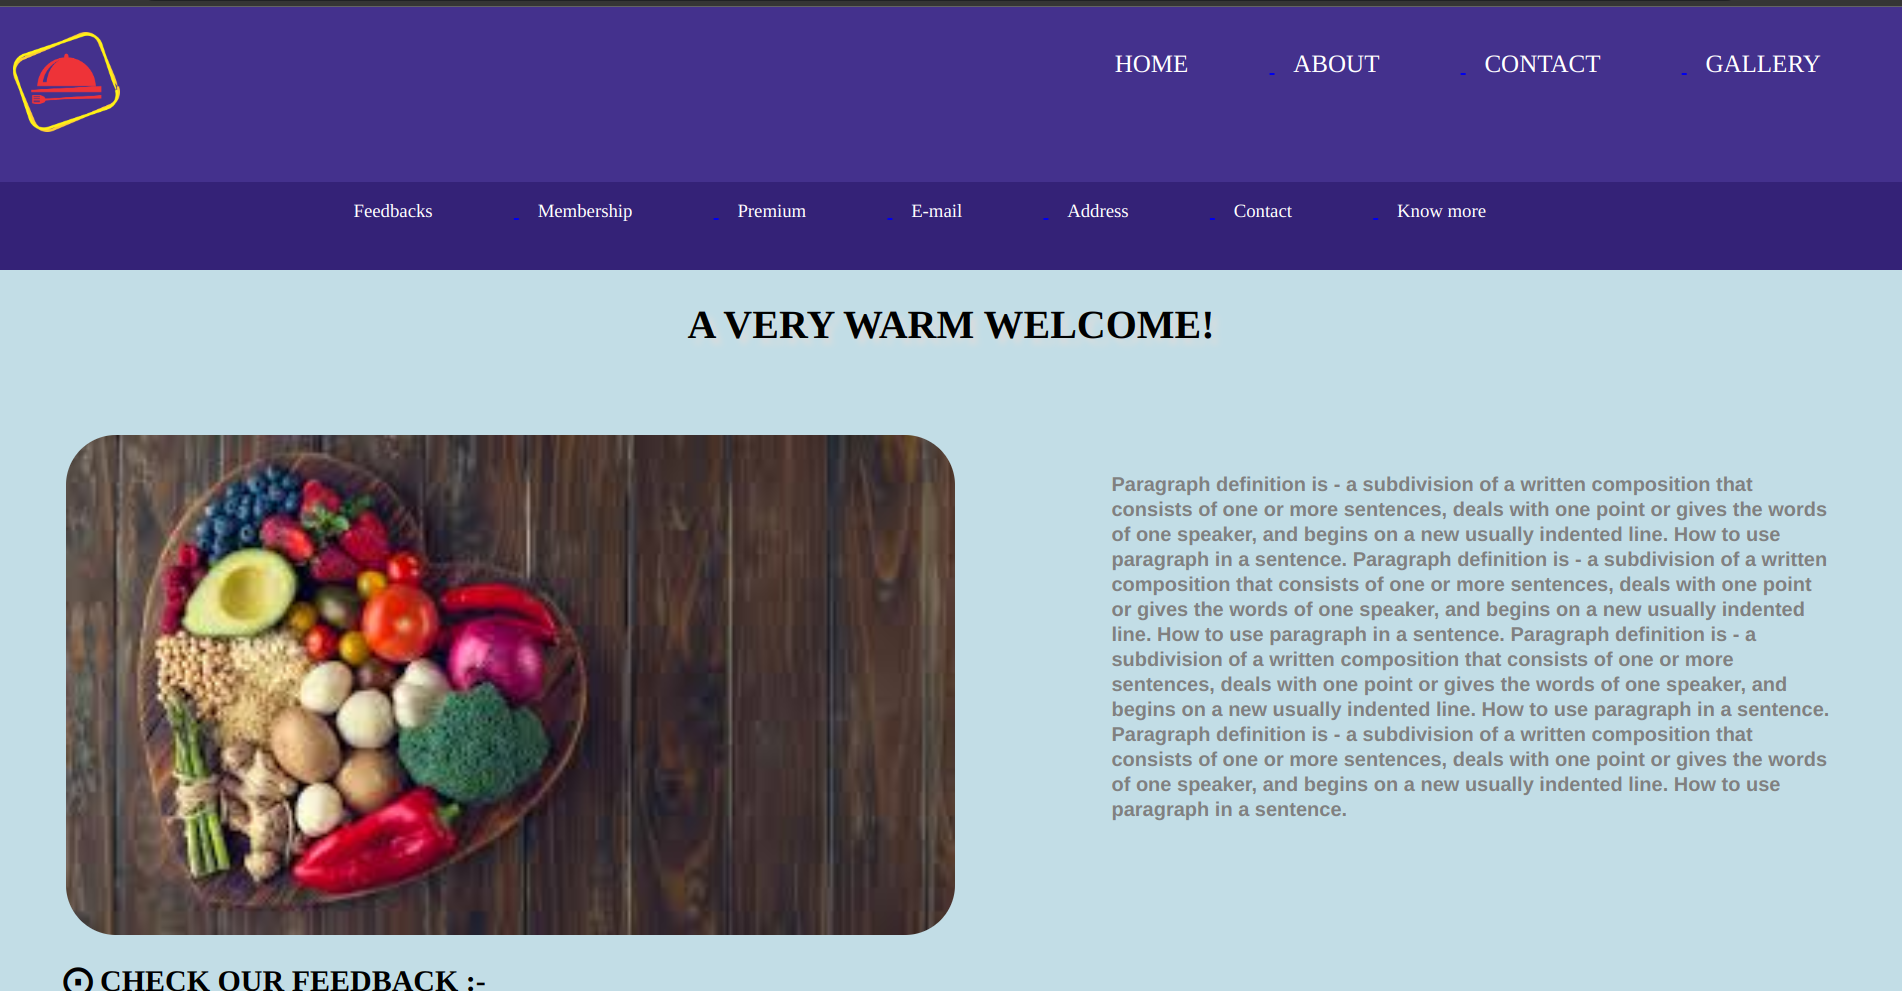 HOME ABOUT CONTACT GALLERY
Feedbacks Membership Premium E-mail Address Contact Know more
A VERY WARM WELCOME!
Paragraph definition is - a subdivision of a written composition that
consists of one or more sentences, deals with one point or gives the words
of one speaker, and begins on a new usually indented line. How to use
paragraph in a sentence. Paragraph definition is - a subdivision of a written
composition that consists of one or more sentences, deals with one point
or gives the words of one speaker, and begins on a new usually indented
line. How to use paragraph in a sentence. Paragraph definition is - a
subdivision of a written composition that consists of one or more
sentences, deals with one point or gives the words of one speaker, and
begins on a new usually indented line. How to use paragraph in a sentence.
Paragraph definition is - a subdivision of a written composition that
consists of one or more sentences, deals with one point or gives the words
of one speaker, and begins on a new usually indented line. How to use
paragraph in a sentence.
CHECK OUR FEEDBACK :-